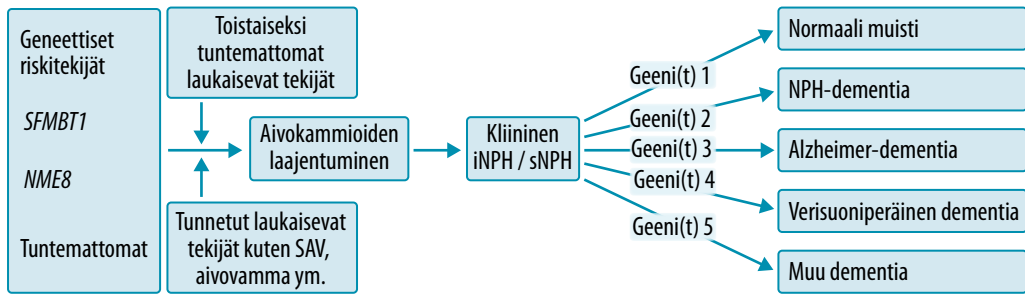 Geneettiset
riskitekijät
SFMBT1
NME8
Tuntemattomat
Toistaiseksi
tuntemattomat
laukaisevat
tekijät
Tunnetut laukaisevat
tekijät kuten SAV,
aivovamma ym.
Aivokammioiden
laajentuminen
Kliininen
iNPH / sNPH
Geeni(t) 1
Geeni(t) 2
Geeni(t) 3
Geeni(t) 4
Geeni(t) 5
Normaali muisti
NPH-dementia
Alzheimer-dementia
Verisuoniperäinen dementia
Muu dementia